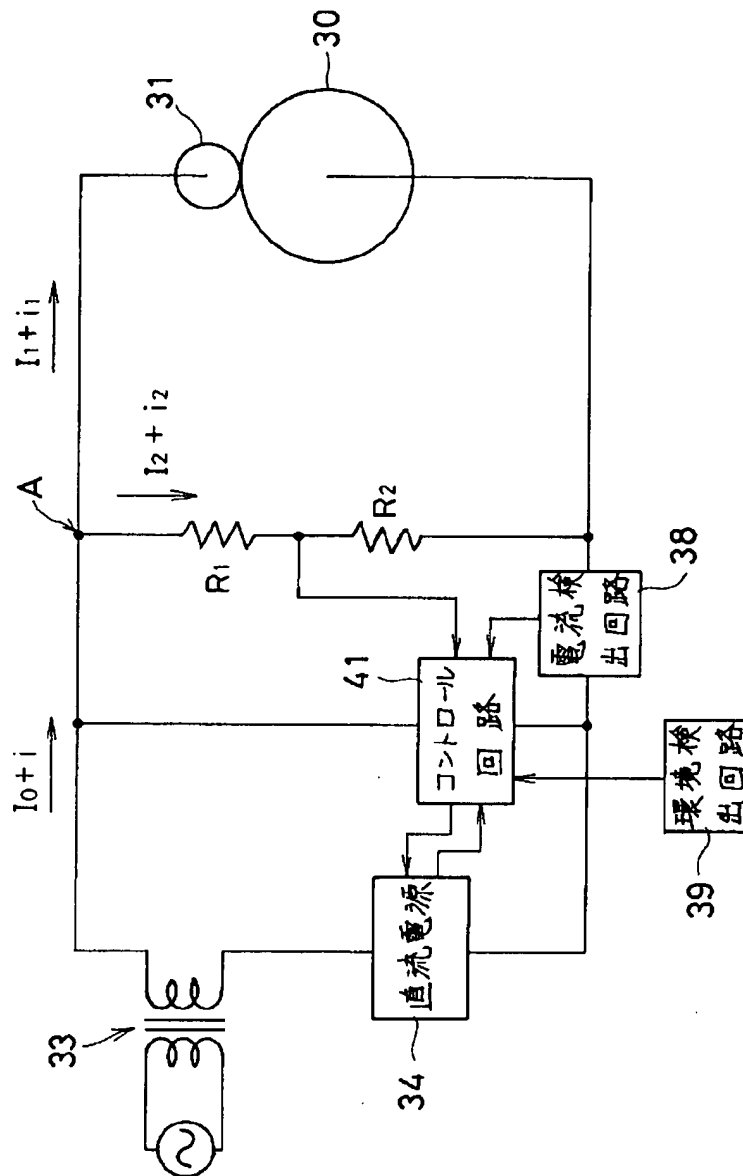 33
I₀+i
A
I₁+i₁
31
30
I₂+i₂
R₁
R₂
41
コントロール
回路
34
直流電源
電流検
出回路
38
環境検
出回路
39